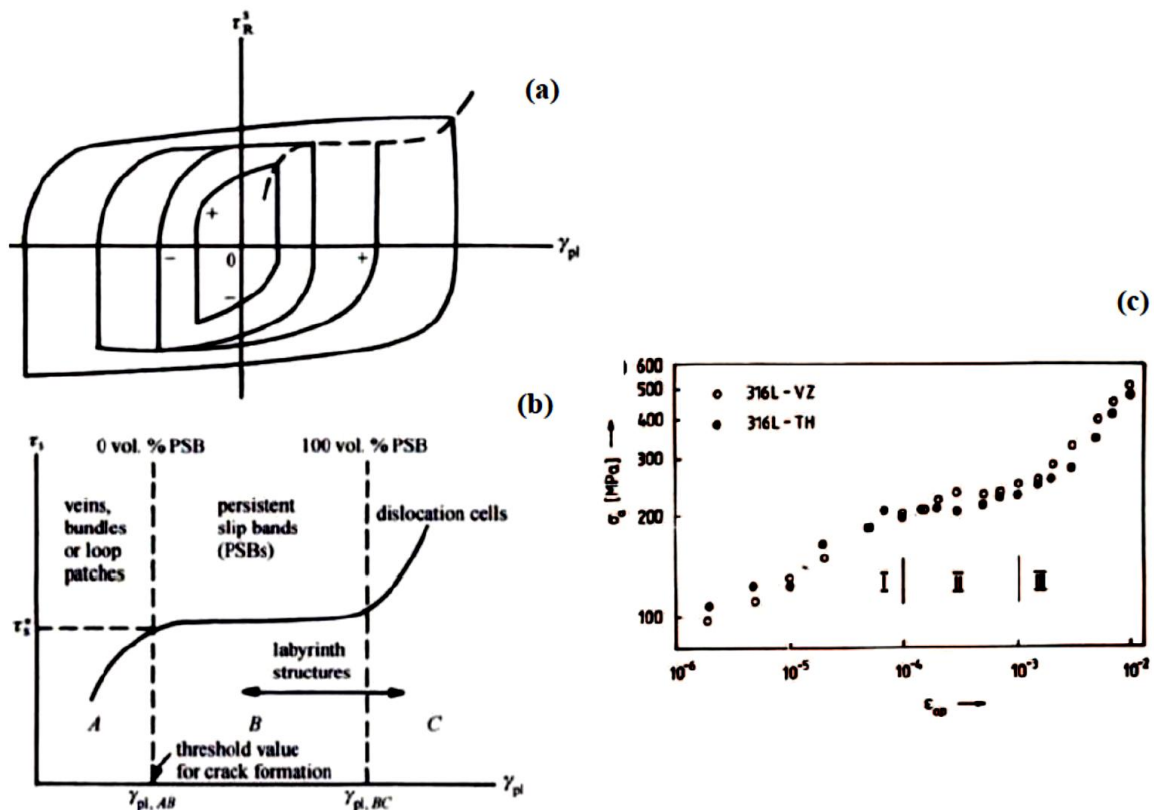 τ_R^s
(a)
+
−
0
+
γ_pl
−
(b)
τ_s
0 vol. % PSB
100 vol. % PSB
veins,
bundles
or loop
patches
persistent
slip bands
(PSBs)
dislocation cells
τ_s^*
labyrinth
structures
A
B
C
threshold value
for crack formation
γ_pl, AB
γ_pl, BC
γ_pl
(c)
600
500
400
300
200
100
σ_a [MPa]
316L-VZ
316L-TH
I
II
III
10^-6
10^-5
10^-4
10^-3
10^-2
ε_ap